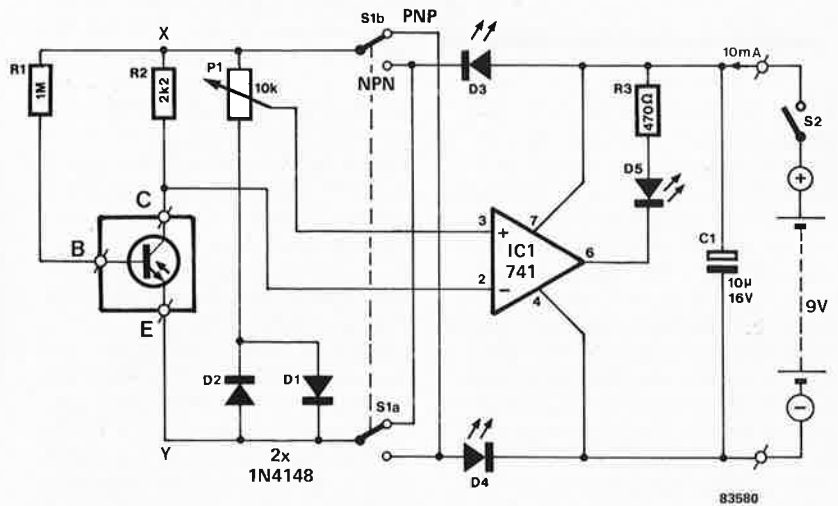 S1b
PNP
X
10mA
R1
1M
R2
2k2
P1
10k
NPN
D3
R3
470Ω
S2
D5
+
C
3
+
7
IC1
741
6
C1
10μ
16V
9V
B
2
−
4
E
D2
D1
S1a
−
Y
2x
1N4148
D4
83580